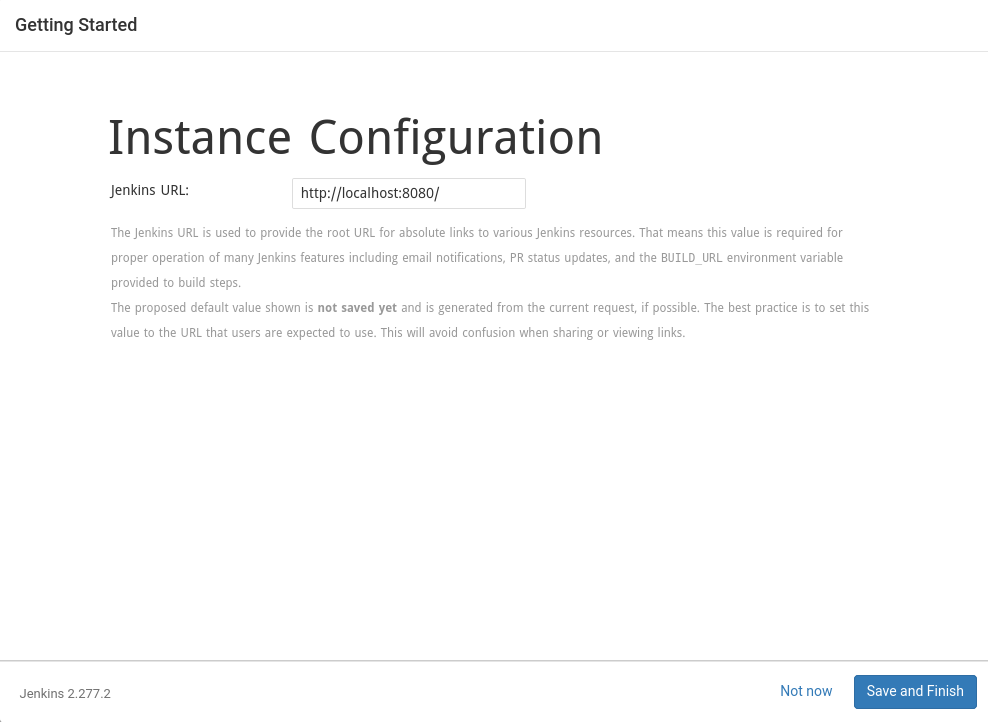 Getting Started
Instance Configuration
Jenkins URL:
http://localhost:8080/
The Jenkins URL is used to provide the root URL for absolute links to various Jenkins resources. That means this value is required for
proper operation of many Jenkins features including email notifications, PR status updates, and the BUILD_URL environment variable
provided to build steps.
The proposed default value shown is not saved yet and is generated from the current request, if possible. The best practice is to set this
value to the URL that users are expected to use. This will avoid confusion when sharing or viewing links.
Jenkins 2.277.2
Not now
Save and Finish